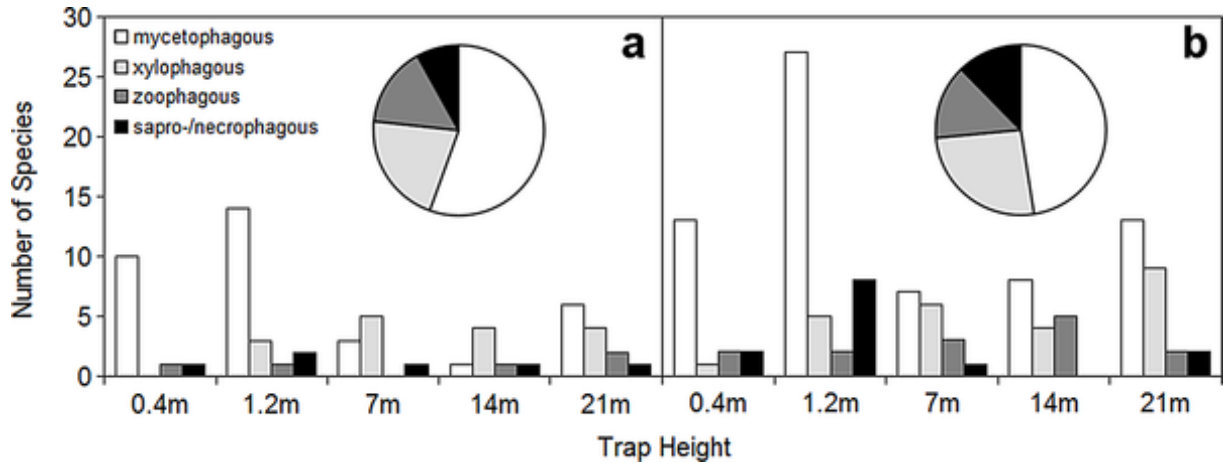 30
25
20
15
10
5
0
Number of Species
mycetophagous
xylophagous
zoophagous
sapro-/necrophagous
a
b
0.4m 1.2m 7m 14m 21m 0.4m 1.2m 7m 14m 21m
Trap Height